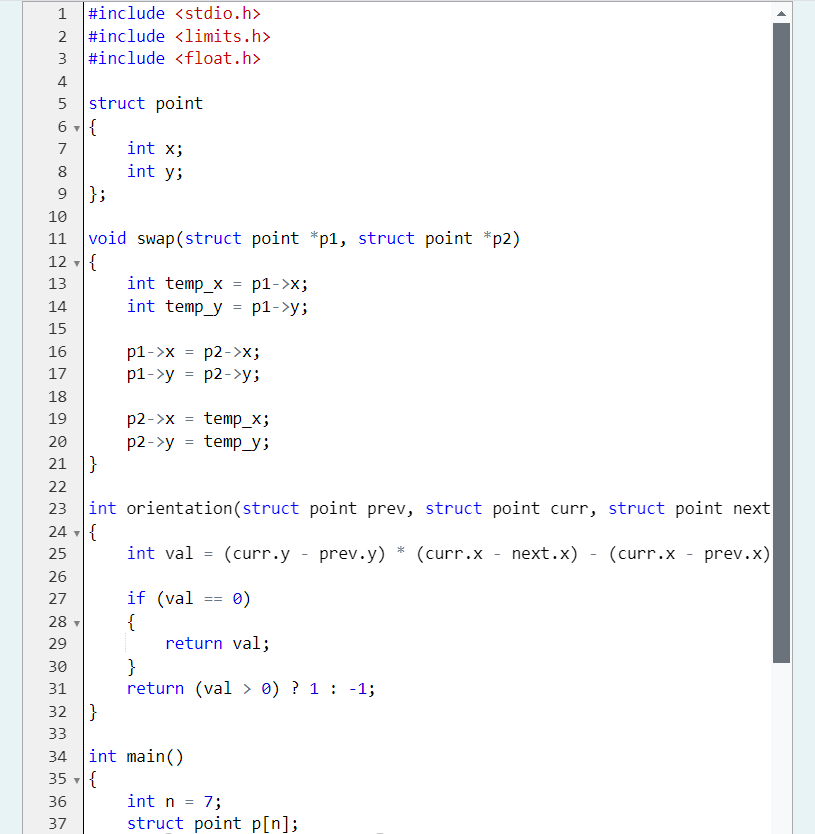 1 #include <stdio.h>
2 #include <limits.h>
3 #include <float.h>
4
5 struct point
6 {
7     int x;
8     int y;
9 };
10
11 void swap(struct point *p1, struct point *p2)
12 {
13     int temp_x = p1->x;
14     int temp_y = p1->y;
15
16     p1->x = p2->x;
17     p1->y = p2->y;
18
19     p2->x = temp_x;
20     p2->y = temp_y;
21 }
22
23 int orientation(struct point prev, struct point curr, struct point next
24 {
25     int val = (curr.y - prev.y) * (curr.x - next.x) - (curr.x - prev.x)
26
27     if (val == 0)
28     {
29         return val;
30     }
31     return (val > 0) ? 1 : -1;
32 }
33
34 int main()
35 {
36     int n = 7;
37     struct point p[n];